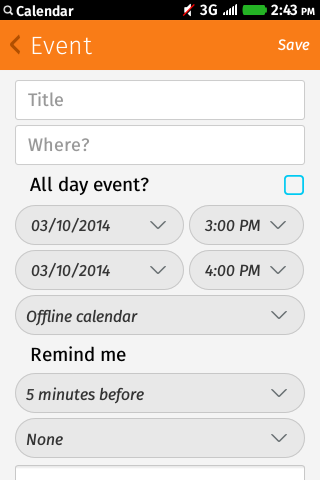 Calendar 3G 2:43 PM
Event Save
Title
Where?
All day event?
03/10/2014 3:00 PM
03/10/2014 4:00 PM
Offline calendar
Remind me
5 minutes before
None